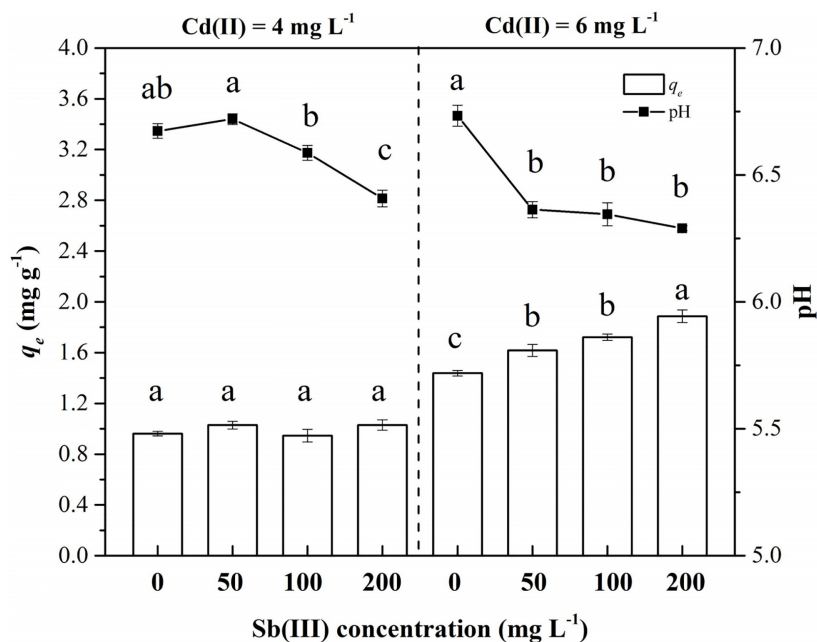 Cd(II) = 4 mg L⁻¹
Cd(II) = 6 mg L⁻¹
4.0
3.6
3.2
2.8
2.4
2.0
1.6
1.2
0.8
0.4
0.0
qₑ (mg g⁻¹)
ab
a
b
c
a
b
b
b
qₑ
pH
a
a
a
a
c
b
b
a
7.0
6.5
6.0
5.5
5.0
pH
0 50 100 200 0 50 100 200
Sb(III) concentration (mg L⁻¹)